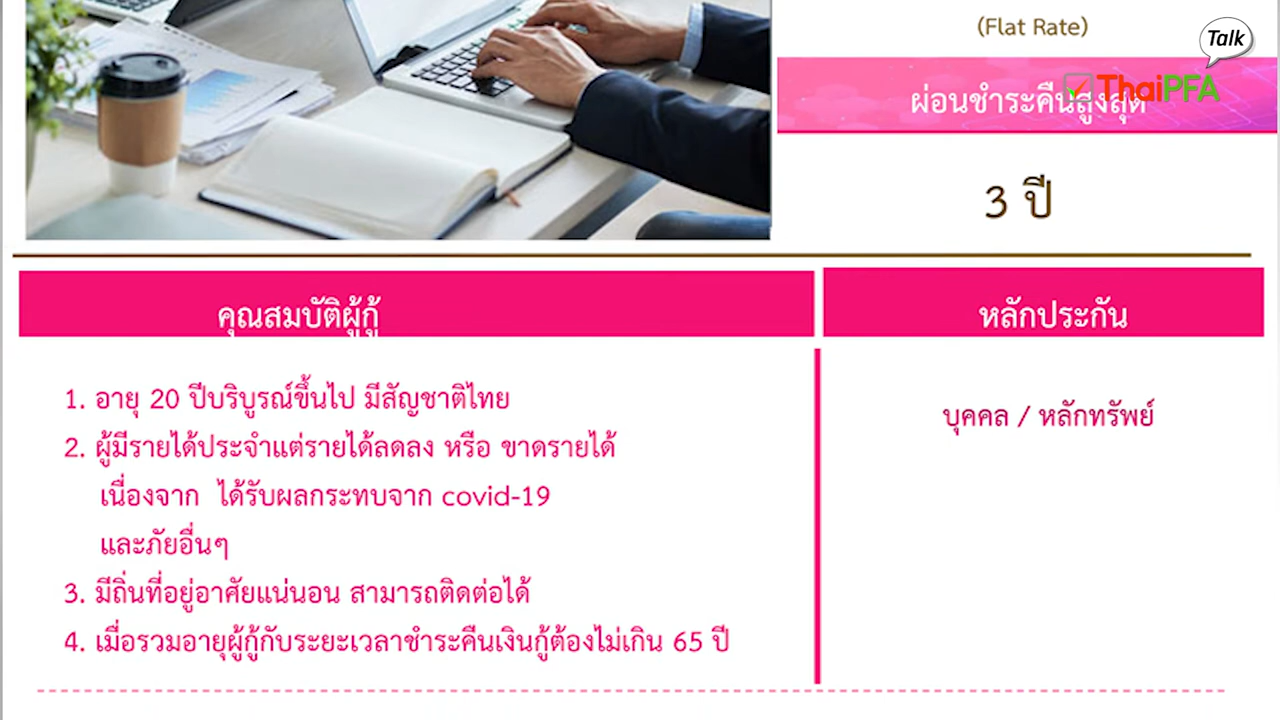 (Flat Rate)
Talk
ThaiPFA
ผ่อนชำระคืนสูงสุด
3 ปี
คุณสมบัติผู้กู้
หลักประกัน
1. อายุ 20 ปีบริบูรณ์ขึ้นไป มีสัญชาติไทย
2. ผู้มีรายได้ประจำแต่รายได้ลดลง หรือ ขาดรายได้
เนื่องจาก ได้รับผลกระทบจาก covid-19
และภัยอื่นๆ
3. มีถิ่นที่อยู่อาศัยแน่นอน สามารถติดต่อได้
4. เมื่อรวมอายุผู้กู้กับระยะเวลาชำระคืนเงินกู้ต้องไม่เกิน 65 ปี
บุคคล / หลักทรัพย์